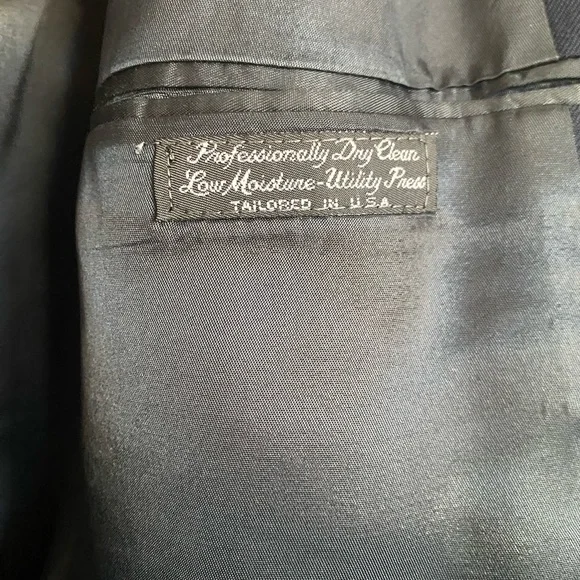 Professionally Dry Clean
Low Moisture-Utility Press
TAILORED IN U.S.A.